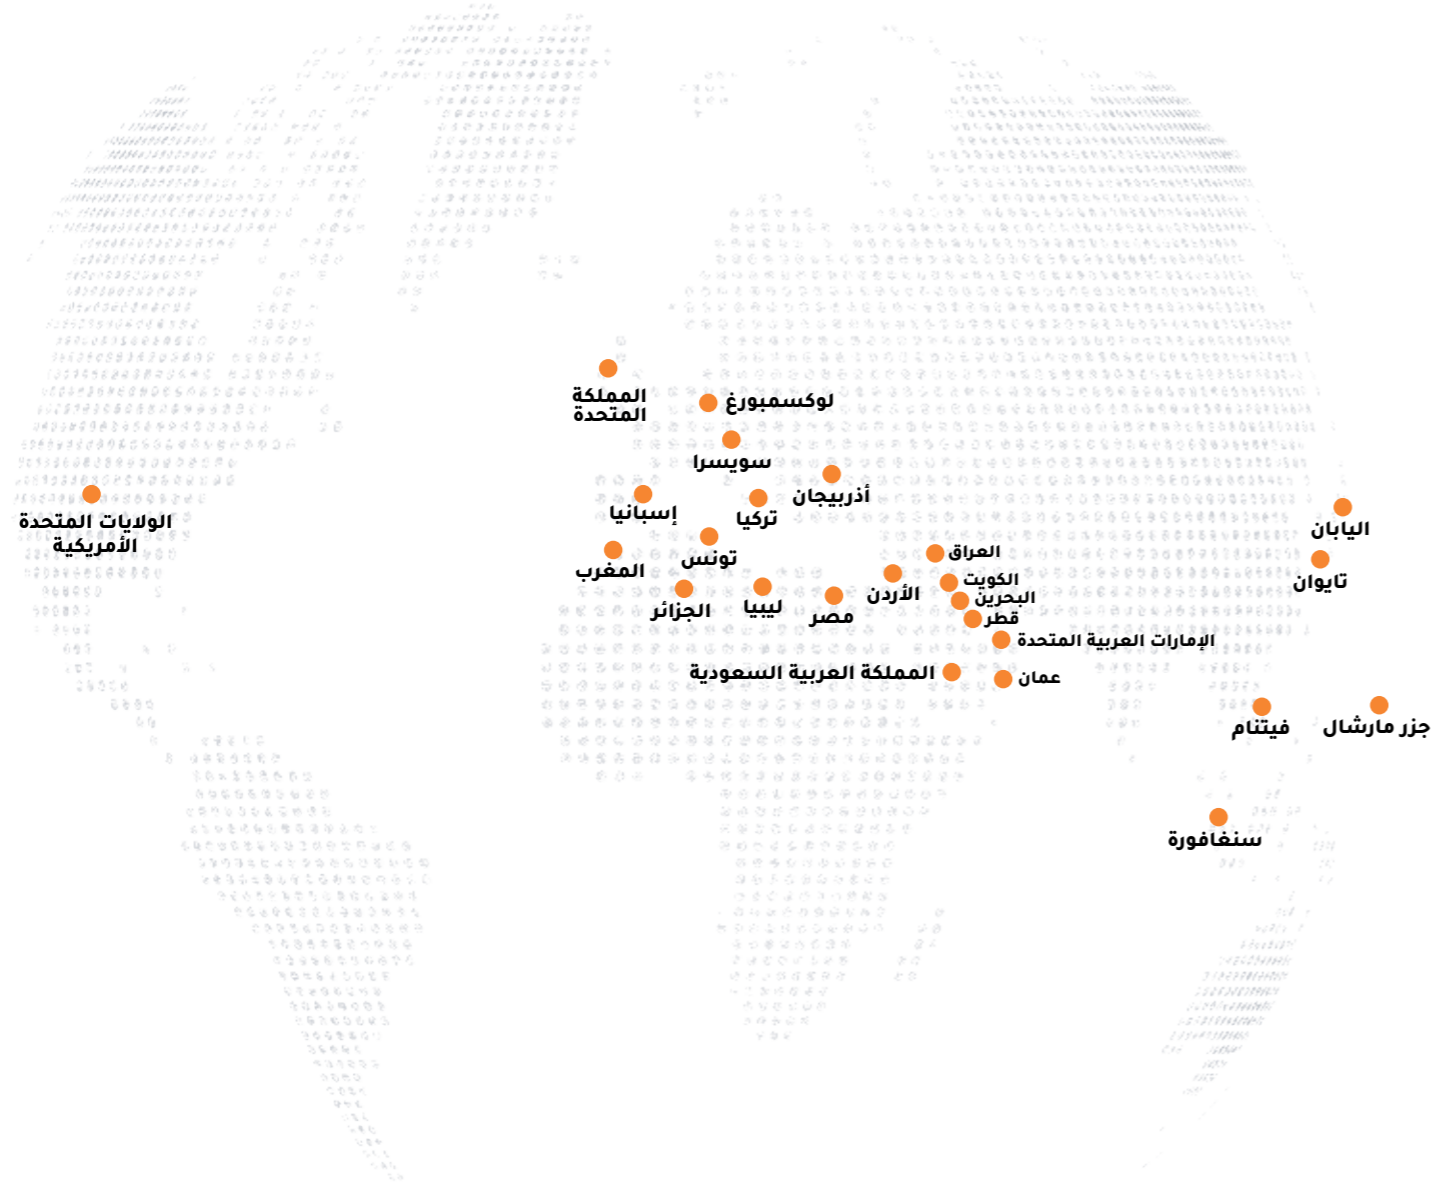 المملكة
المتحدة
لوكسمبورغ
سويسرا
أذربيجان
إسبانيا
تركيا
الولايات المتحدة
الأمريكية
اليابان
تونس
العراق
المغرب
الكويت
تايوان
الأردن
البحرين
الجزائر
ليبيا
مصر
قطر
الإمارات العربية المتحدة
المملكة العربية السعودية
عمان
فيتنام
جزر مارشال
سنغافورة